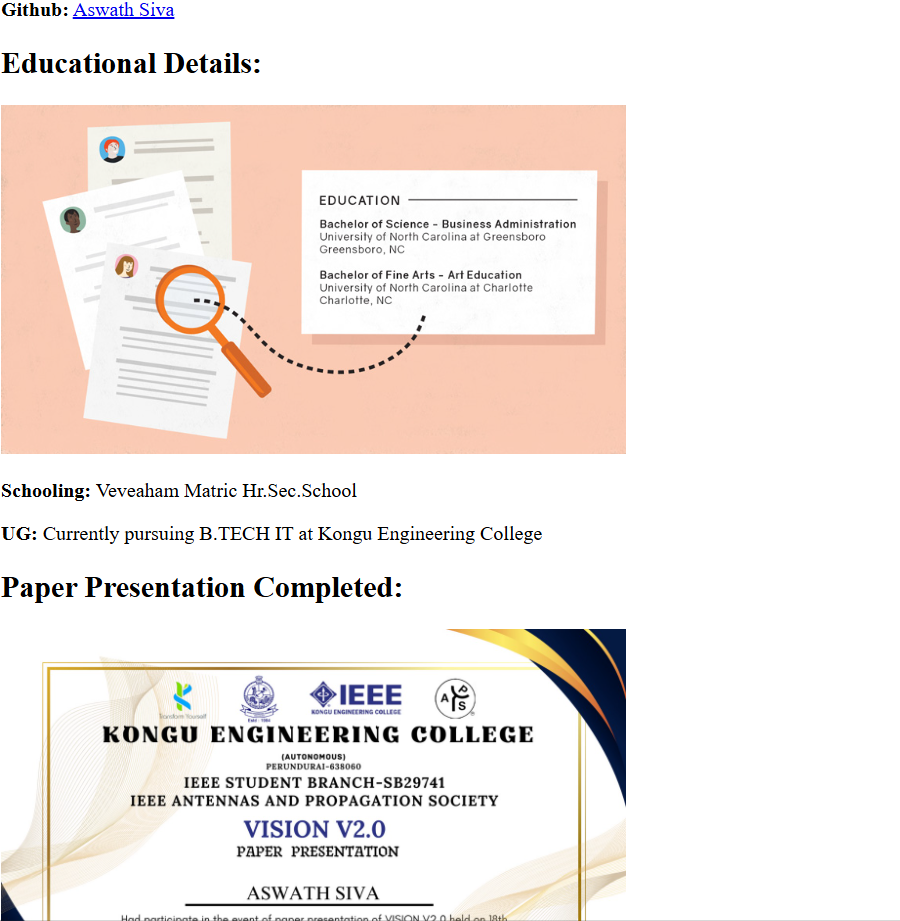 Github: Aswath Siva
Educational Details:
EDUCATION
Bachelor of Science - Business Administration
University of North Carolina at Greensboro
Greensboro, NC
Bachelor of Fine Arts - Art Education
University of North Carolina at Charlotte
Charlotte, NC
Schooling: Veveaham Matric Hr.Sec.School
UG: Currently pursuing B.TECH IT at Kongu Engineering College
Paper Presentation Completed:
Transform Yourself
Estd : 1984
IEEE
KONGU ENGINEERING COLLEGE
APS
KONGU ENGINEERING COLLEGE
(AUTONOMOUS)
PERUNDURAI-638060
IEEE STUDENT BRANCH-SB29741
IEEE ANTENNAS AND PROPAGATION SOCIETY
VISION V2.0
PAPER PRESENTATION
ASWATH SIVA
Had participate in the event of paper presentation of VISION V2.0 held on 18th